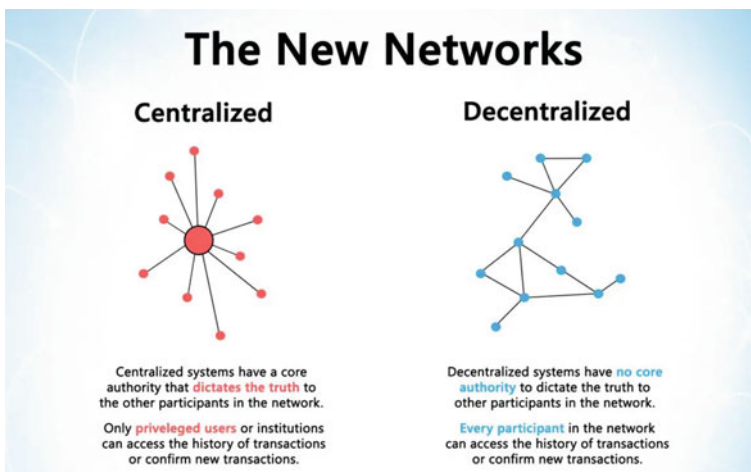 The New Networks
Centralized
Decentralized
Centralized systems have a core
authority that dictates the truth to
the other participants in the network.
Only priveleged users or institutions
can access the history of transactions
or confirm new transactions.
Decentralized systems have no core
authority to dictate the truth to
other participants in the network.
Every participant in the network
can access the history of transactions
or confirm new transactions.